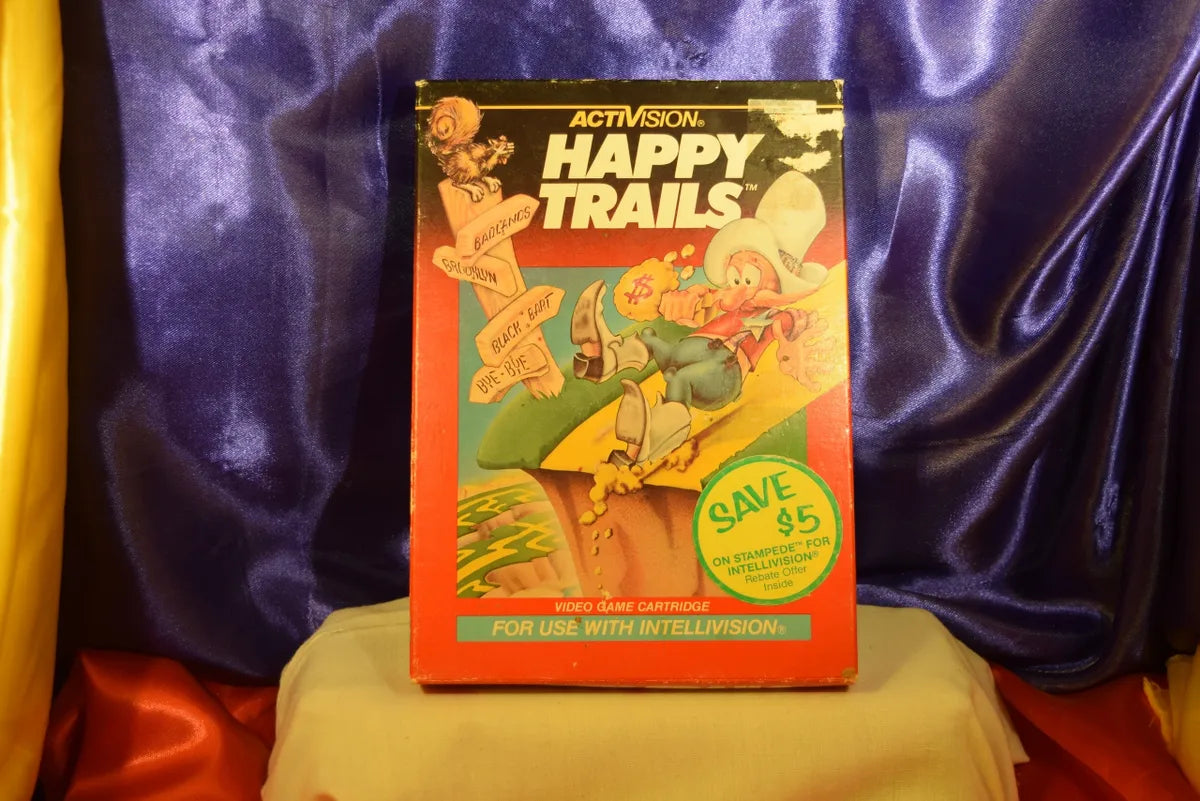 ACTIVISION®
HAPPY
TRAILS™
BADLANDS
BROOKLYN
BLACK BART
BYE-BYE
$
SAVE
$5
ON STAMPEDE™ FOR
INTELLIVISION®
Rebate Offer
Inside
VIDEO GAME CARTRIDGE
FOR USE WITH INTELLIVISION®